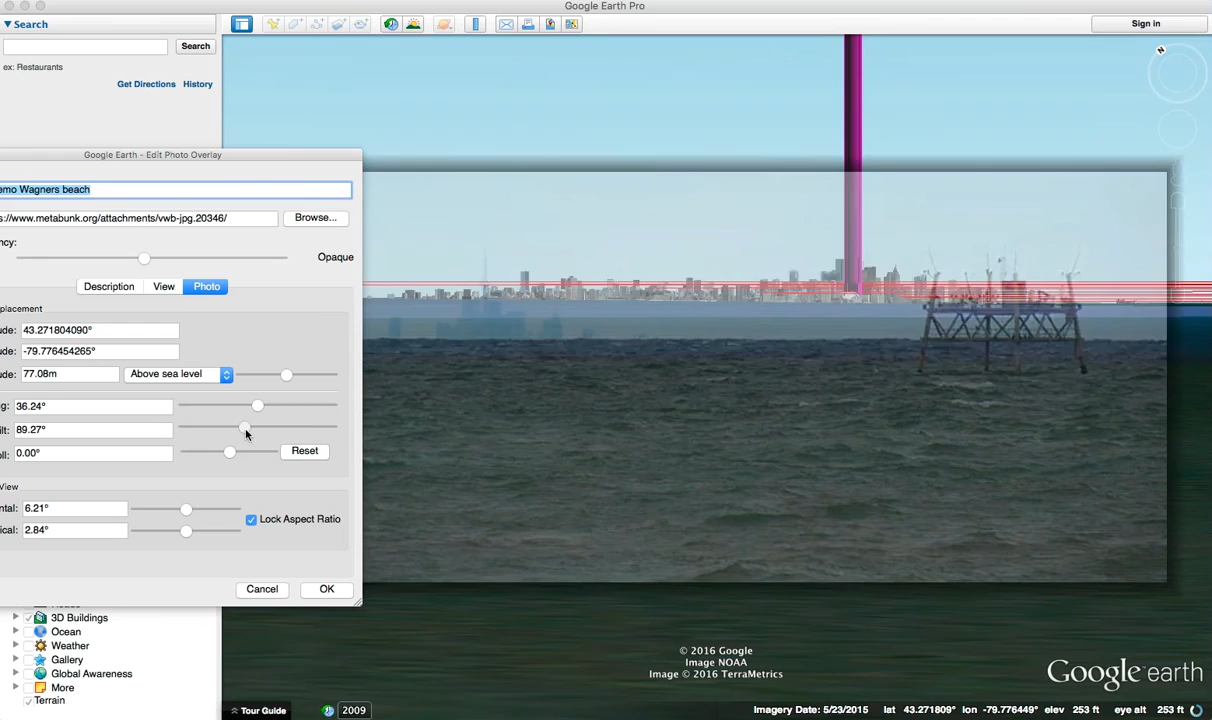 Google Earth Pro
Search
Sign in
Search
ex: Restaurants
Get Directions
History
Google Earth - Edit Photo Overlay
emo Wagners beach
s://www.metabunk.org/attachments/vwb-jpg.20346/
Browse...
ncy:
Opaque
Description
View
Photo
placement
ude:
43.271804090°
ude:
-79.776454265°
ude:
77.08m
Above sea level
g:
36.24°
ilt:
89.27°
oll:
0.00°
Reset
View
ntal:
6.21°
Lock Aspect Ratio
ical:
2.84°
Cancel
OK
3D Buildings
Ocean
Weather
Gallery
Global Awareness
More
Terrain
N
© 2016 Google
Image NOAA
Image © 2016 TerraMetrics
Google earth
Tour Guide
2009
Imagery Date: 5/23/2015 lat 43.271809° lon -79.776449° elev 253 ft eye alt 253 ft